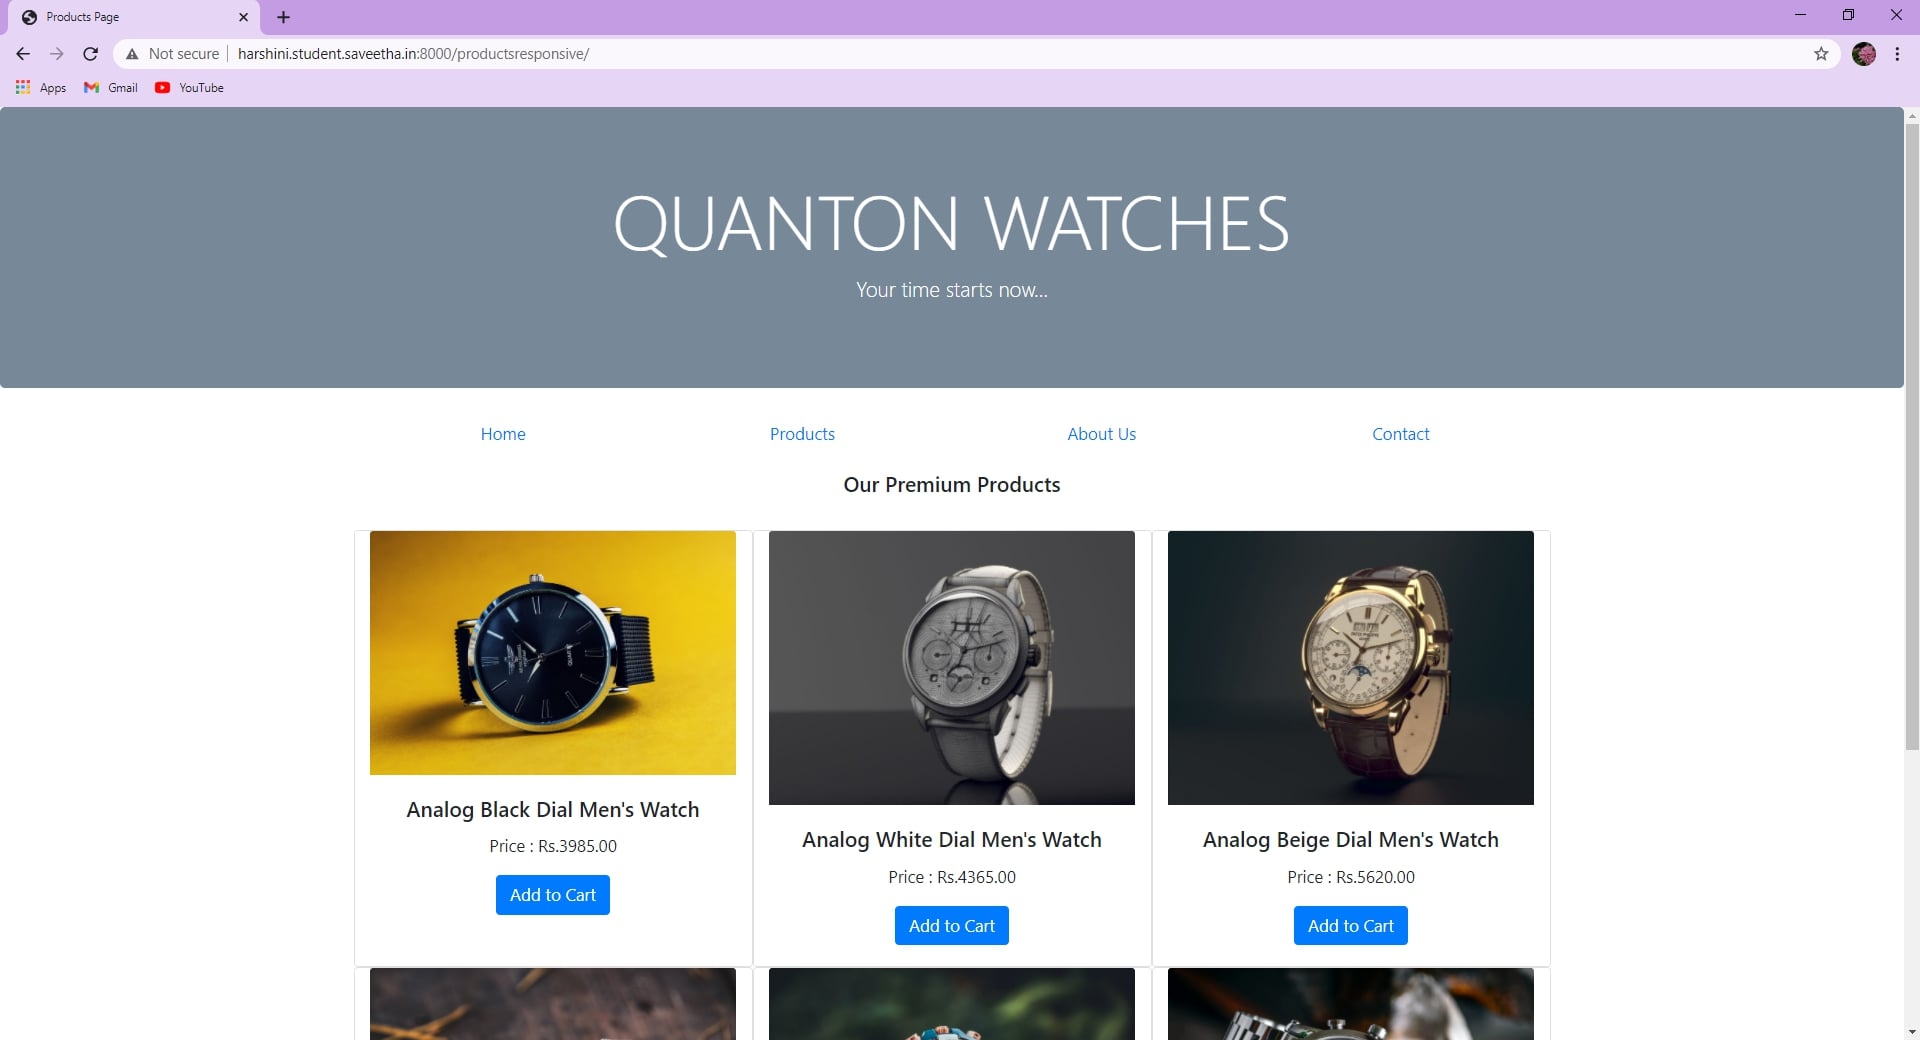 Products Page
Not secure
harshini.student.saveetha.in:8000/productsresponsive/
Apps
Gmail
YouTube
QUANTON WATCHES
Your time starts now...
Home
Products
About Us
Contact
Our Premium Products
QUARTZ
PATEK PHILIPPE
Analog Black Dial Men's Watch
Price : Rs.3985.00
Add to Cart
Analog White Dial Men's Watch
Price : Rs.4365.00
Add to Cart
Analog Beige Dial Men's Watch
Price : Rs.5620.00
Add to Cart